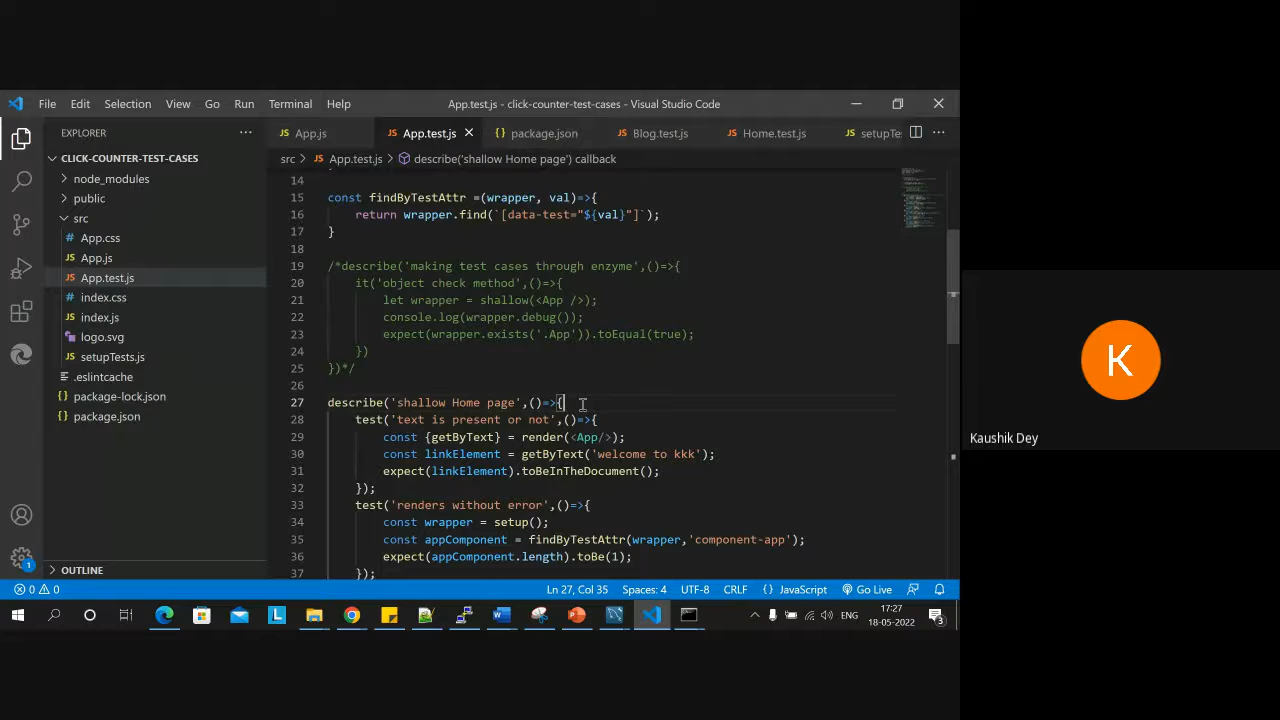 File Edit Selection View Go Run Terminal Help App.test.js - click-counter-test-cases - Visual Studio Code
EXPLORER
CLICK-COUNTER-TEST-CASES
node_modules
public
src
# App.css
JS App.js
JS App.test.js
# index.css
JS index.js
logo.svg
JS setupTests.js
.eslintcache
{} package-lock.json
{} package.json
OUTLINE
JS App.js JS App.test.js {} package.json JS Blog.test.js JS Home.test.js JS setupTe
src > JS App.test.js > describe('shallow Home page') callback
14
15 const findByTestAttr =(wrapper, val)=>{
16 return wrapper.find(`[data-test="${val}"]`);
17 }
18
19 /*describe('making test cases through enzyme',()=>{
20 it('object check method',()=>{
21 let wrapper = shallow(<App />);
22 console.log(wrapper.debug());
23 expect(wrapper.exists('.App')).toEqual(true);
24 })
25 })*/
26
27 describe('shallow Home page',()=>{
28 test('text is present or not',()=>{
29 const {getByText} = render(<App/>);
30 const linkElement = getByText('welcome to kkk');
31 expect(linkElement).toBeInTheDocument();
32 });
33 test('renders without error',()=>{
34 const wrapper = setup();
35 const appComponent = findByTestAttr(wrapper,'component-app');
36 expect(appComponent.length).toBe(1);
37 });
1
0 0 Ln 27, Col 35 Spaces: 4 UTF-8 CRLF {} JavaScript Go Live
L
W
P
ENG
17:27
18-05-2022
3
K
Kaushik Dey